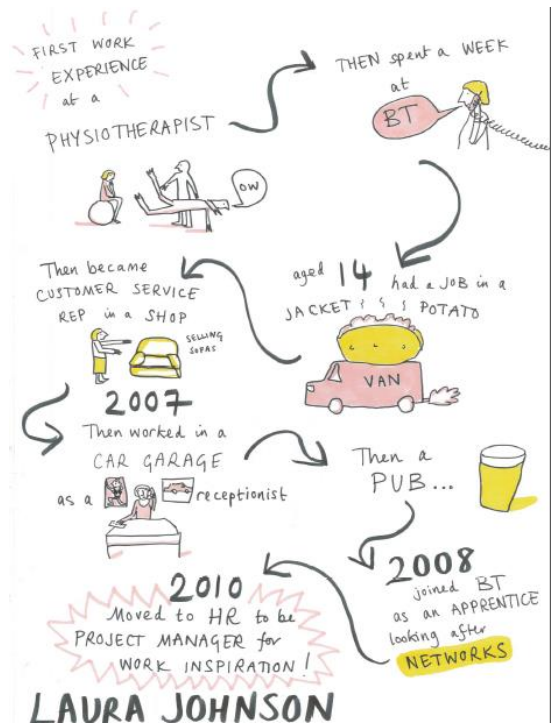 FIRST WORK
EXPERIENCE
at a
PHYSIOTHERAPIST
OW
THEN spent a WEEK
at
BT
aged 14 had a JOB in a
JACKET POTATO
VAN
Then became
CUSTOMER SERVICE
REP in a SHOP
SELLING
SOFAS
2007
Then worked in a
CAR GARAGE
as a receptionist
Then a
PUB...
2008
joined BT
as an APPRENTICE
looking after
NETWORKS
2010
Moved to HR to be
PROJECT MANAGER for
WORK INSPIRATION!
LAURA JOHNSON